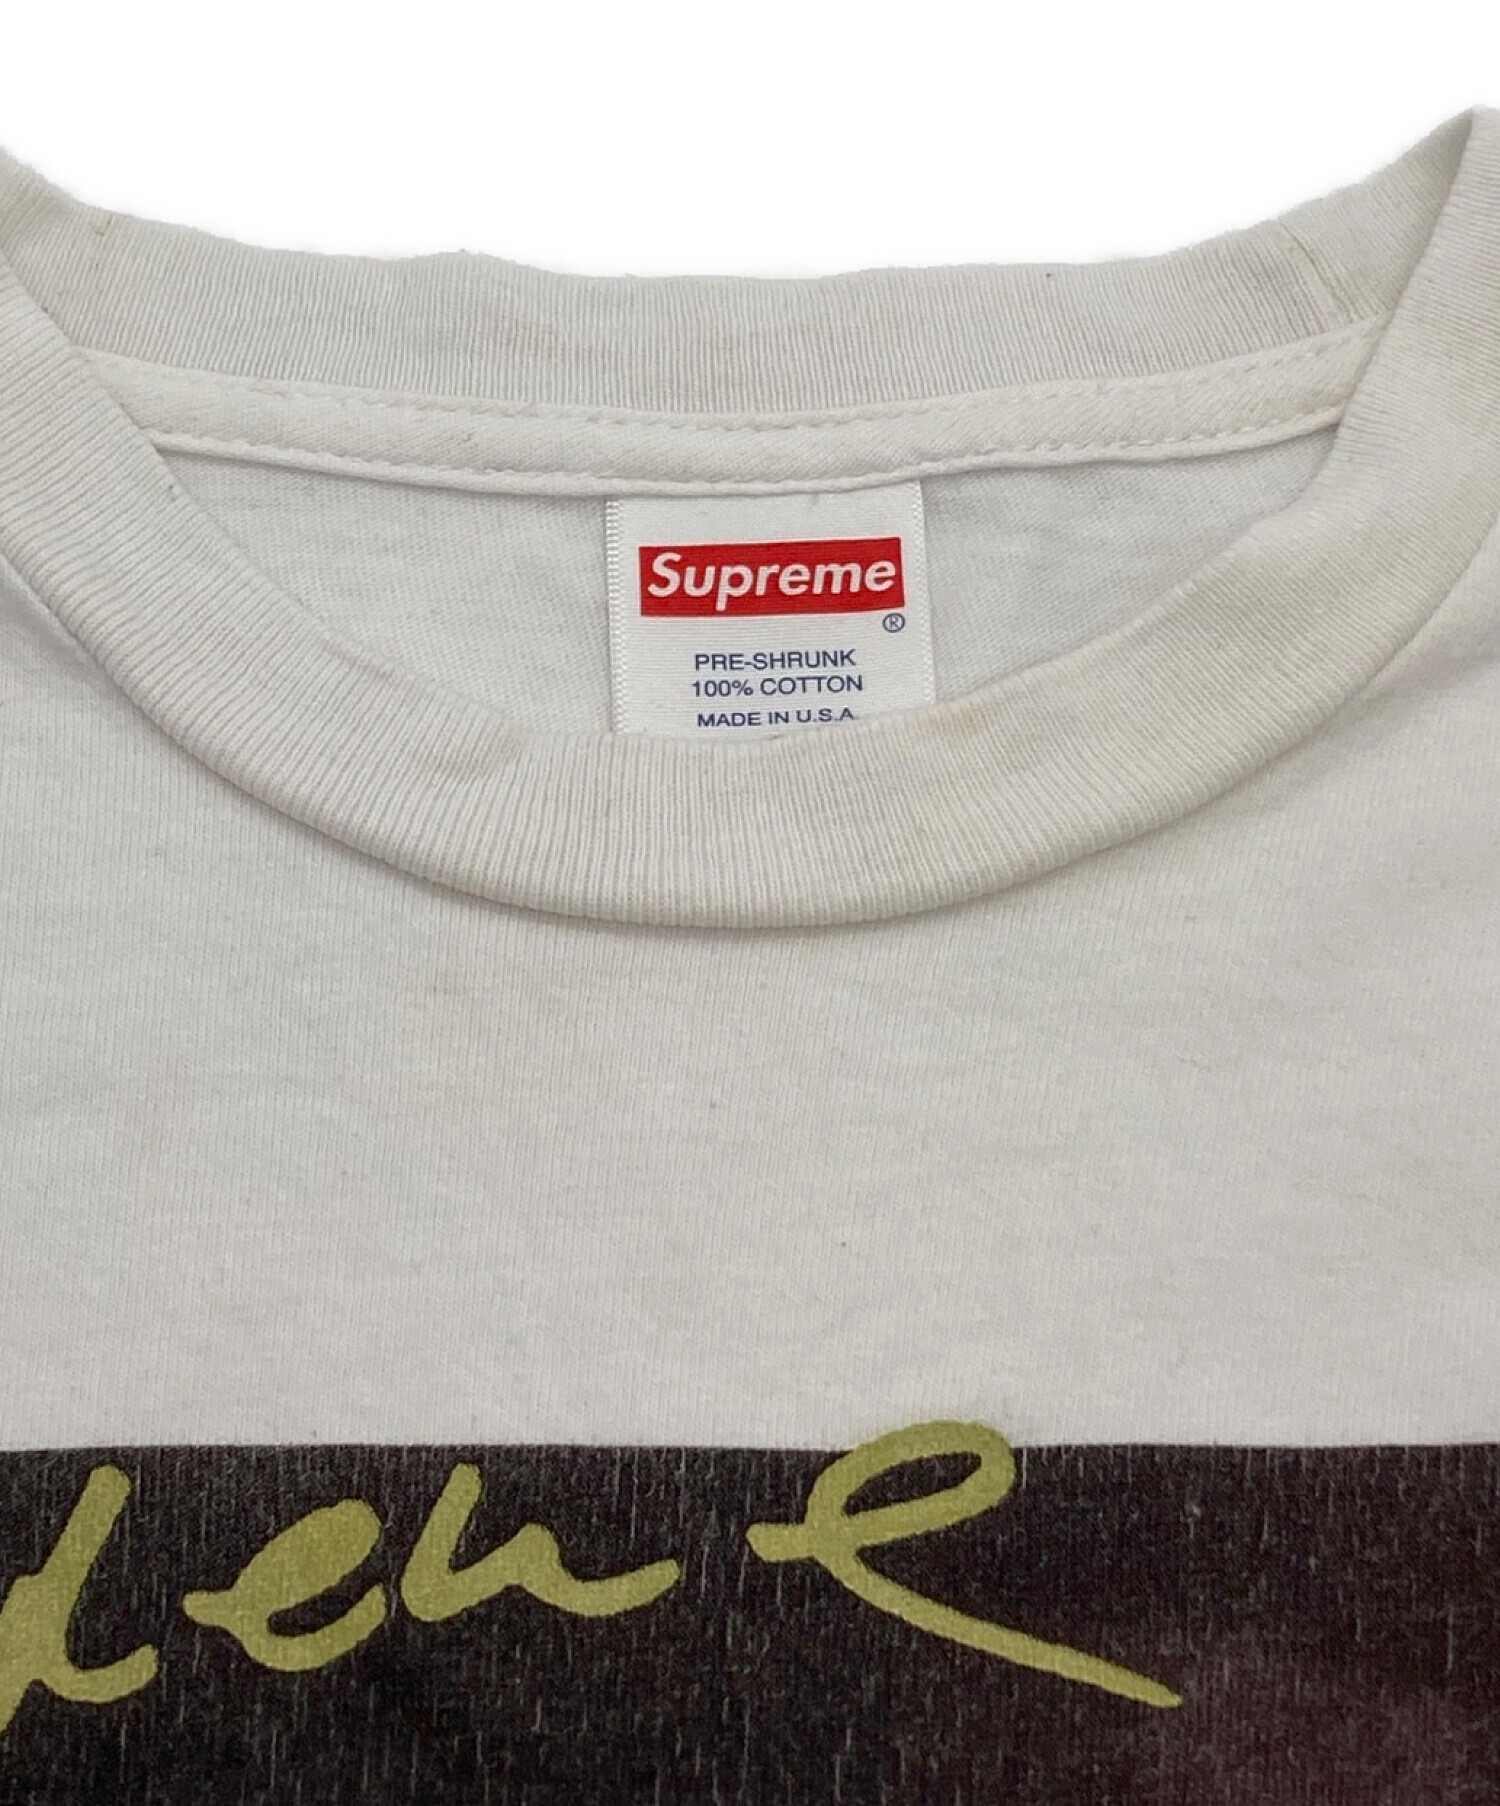 Supreme
®
PRE-SHRUNK
100% COTTON
MADE IN U.S.A.